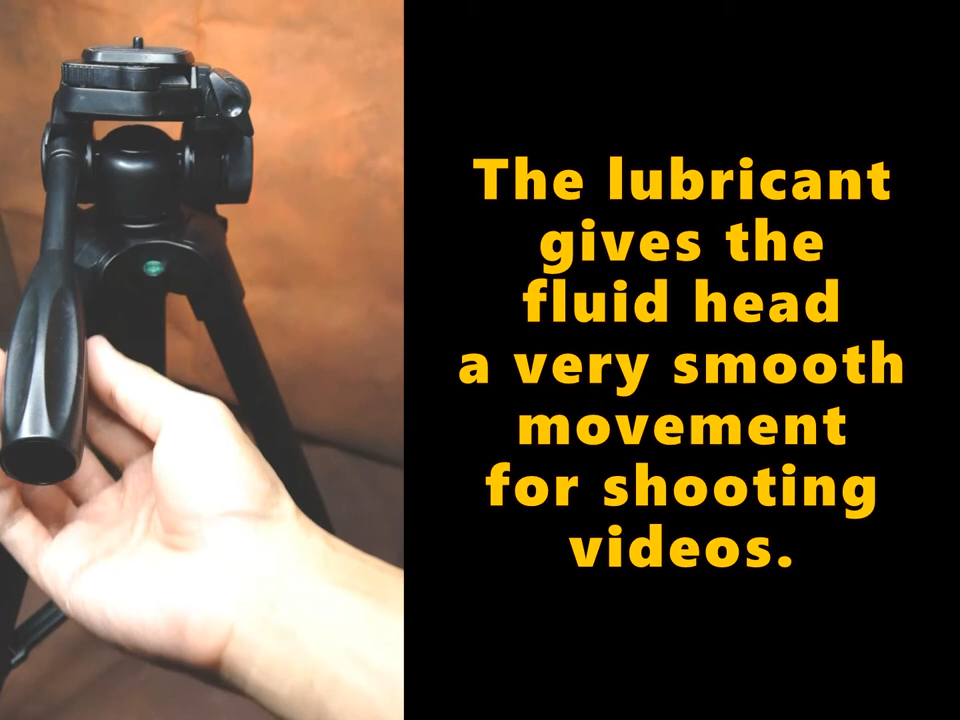 The lubricant
gives the
fluid head
a very smooth
movement
for shooting
videos.